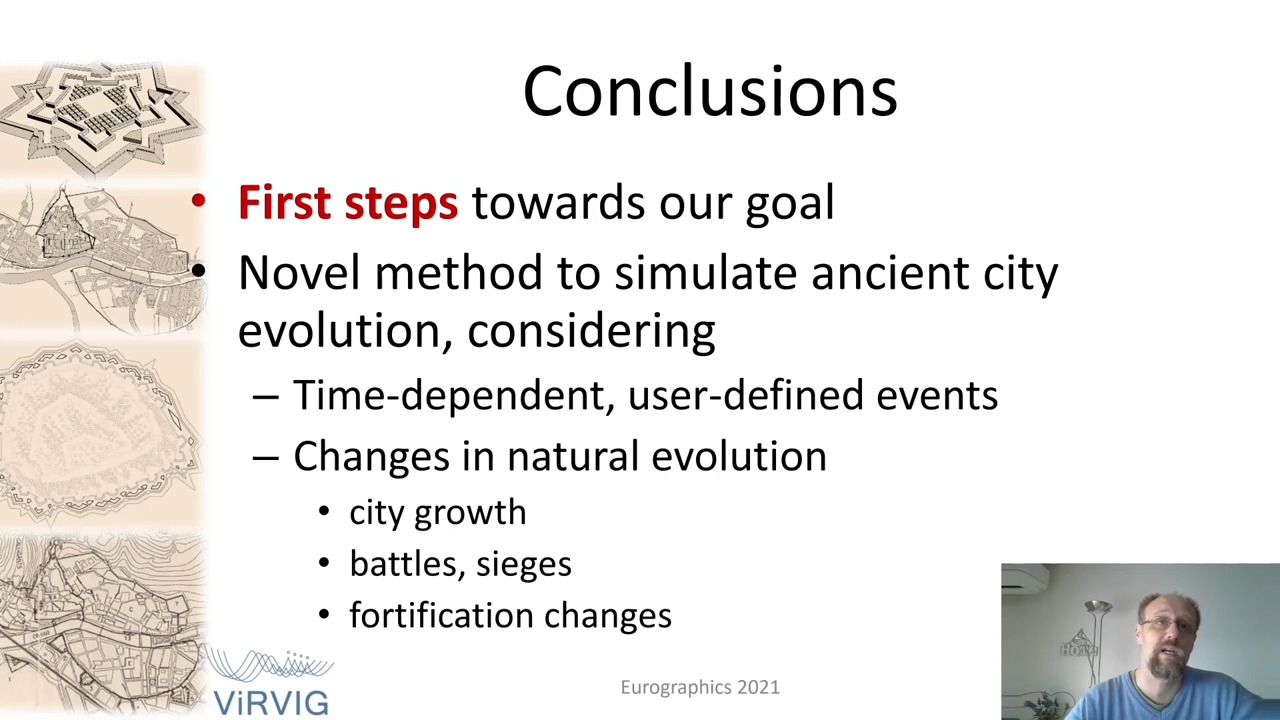 Conclusions
• First steps towards our goal
• Novel method to simulate ancient city
evolution, considering
– Time-dependent, user-defined events
– Changes in natural evolution
• city growth
• battles, sieges
• fortification changes
ViRVIG
Eurographics 2021